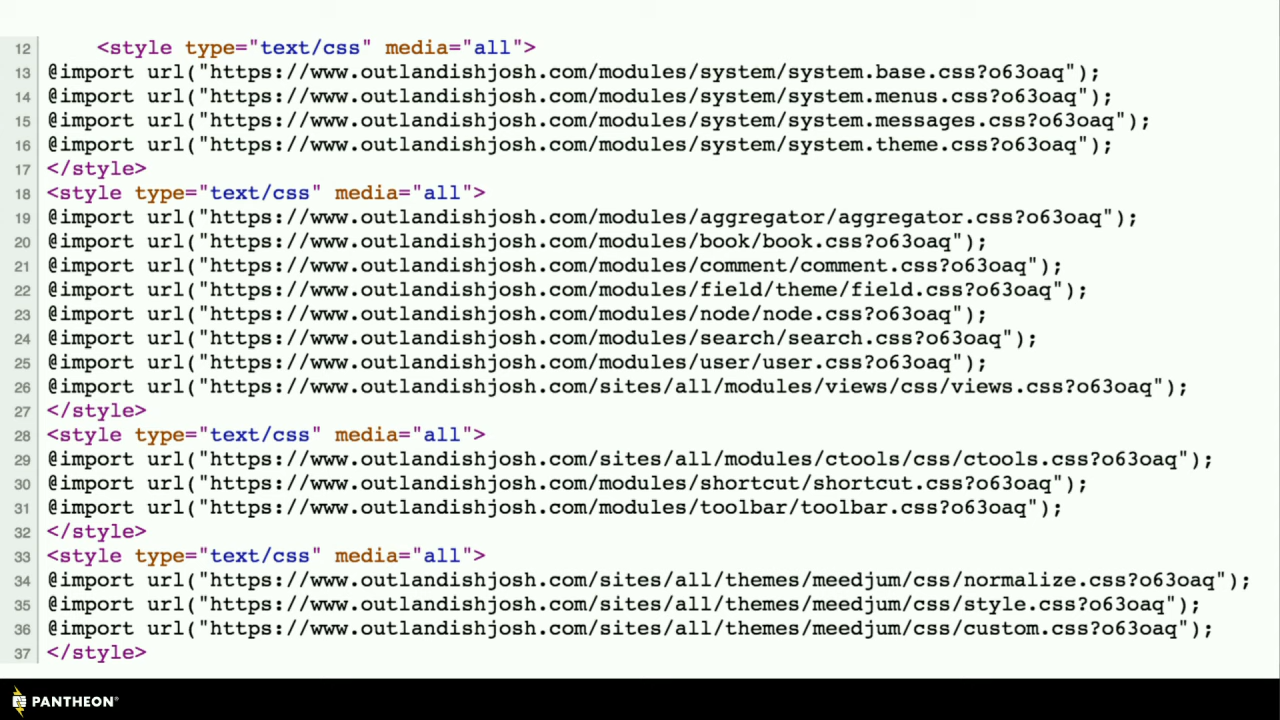 12 <style type="text/css" media="all">
13 @import url("https://www.outlandishjosh.com/modules/system/system.base.css?o63oaq");
14 @import url("https://www.outlandishjosh.com/modules/system/system.menus.css?o63oaq");
15 @import url("https://www.outlandishjosh.com/modules/system/system.messages.css?o63oaq");
16 @import url("https://www.outlandishjosh.com/modules/system/system.theme.css?o63oaq");
17 </style>
18 <style type="text/css" media="all">
19 @import url("https://www.outlandishjosh.com/modules/aggregator/aggregator.css?o63oaq");
20 @import url("https://www.outlandishjosh.com/modules/book/book.css?o63oaq");
21 @import url("https://www.outlandishjosh.com/modules/comment/comment.css?o63oaq");
22 @import url("https://www.outlandishjosh.com/modules/field/theme/field.css?o63oaq");
23 @import url("https://www.outlandishjosh.com/modules/node/node.css?o63oaq");
24 @import url("https://www.outlandishjosh.com/modules/search/search.css?o63oaq");
25 @import url("https://www.outlandishjosh.com/modules/user/user.css?o63oaq");
26 @import url("https://www.outlandishjosh.com/sites/all/modules/views/css/views.css?o63oaq");
27 </style>
28 <style type="text/css" media="all">
29 @import url("https://www.outlandishjosh.com/sites/all/modules/ctools/css/ctools.css?o63oaq");
30 @import url("https://www.outlandishjosh.com/modules/shortcut/shortcut.css?o63oaq");
31 @import url("https://www.outlandishjosh.com/modules/toolbar/toolbar.css?o63oaq");
32 </style>
33 <style type="text/css" media="all">
34 @import url("https://www.outlandishjosh.com/sites/all/themes/meedjum/css/normalize.css?o63oaq");
35 @import url("https://www.outlandishjosh.com/sites/all/themes/meedjum/css/style.css?o63oaq");
36 @import url("https://www.outlandishjosh.com/sites/all/themes/meedjum/css/custom.css?o63oaq");
37 </style>
PANTHEON®